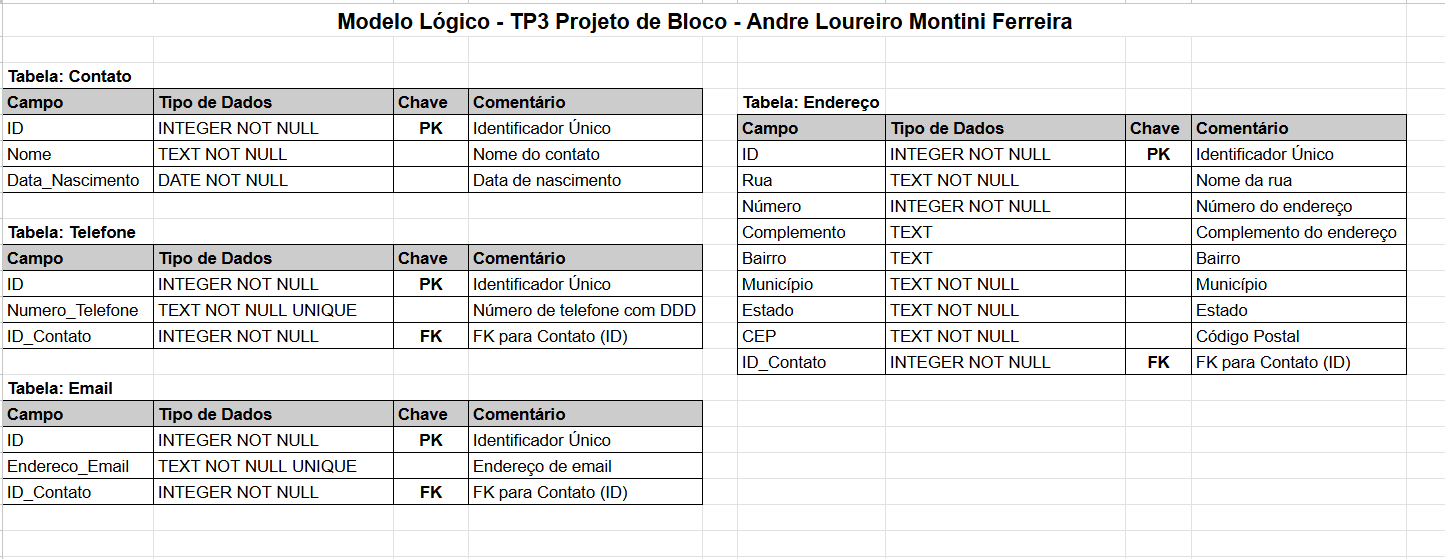 Modelo Lógico - TP3 Projeto de Bloco - Andre Loureiro Montini Ferreira
Tabela: Contato
Campo Tipo de Dados Chave Comentário
ID INTEGER NOT NULL PK Identificador Único
Nome TEXT NOT NULL Nome do contato
Data_Nascimento DATE NOT NULL Data de nascimento
Tabela: Telefone
Campo Tipo de Dados Chave Comentário
ID INTEGER NOT NULL PK Identificador Único
Numero_Telefone TEXT NOT NULL UNIQUE Número de telefone com DDD
ID_Contato INTEGER NOT NULL FK FK para Contato (ID)
Tabela: Email
Campo Tipo de Dados Chave Comentário
ID INTEGER NOT NULL PK Identificador Único
Endereco_Email TEXT NOT NULL UNIQUE Endereço de email
ID_Contato INTEGER NOT NULL FK FK para Contato (ID)
Tabela: Endereço
Campo Tipo de Dados Chave Comentário
ID INTEGER NOT NULL PK Identificador Único
Rua TEXT NOT NULL Nome da rua
Número INTEGER NOT NULL Número do endereço
Complemento TEXT Complemento do endereço
Bairro TEXT Bairro
Município TEXT NOT NULL Município
Estado TEXT NOT NULL Estado
CEP TEXT NOT NULL Código Postal
ID_Contato INTEGER NOT NULL FK FK para Contato (ID)